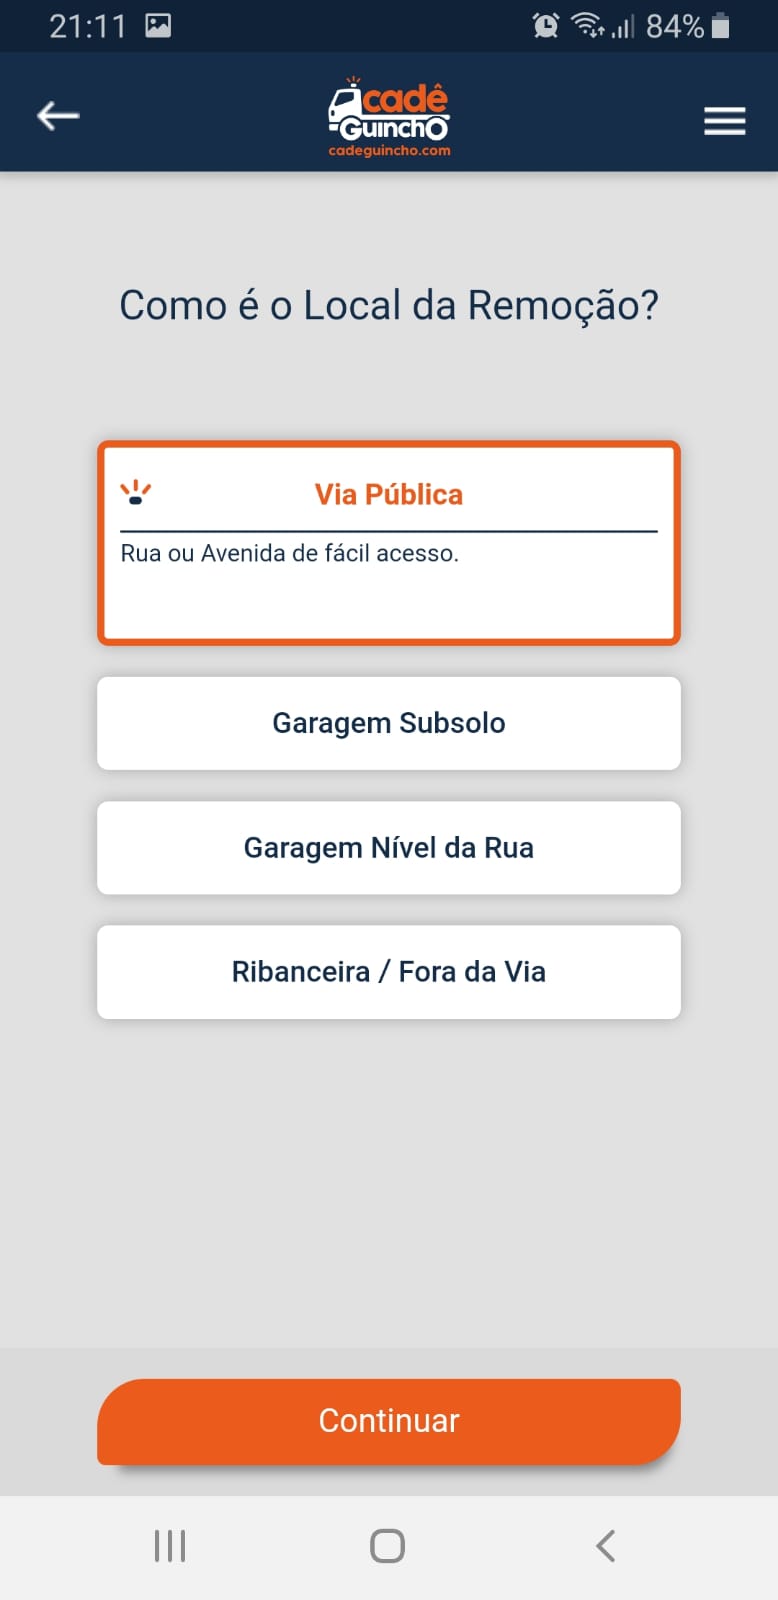 21:11
84%
cadê
Guincho
cadeguincho.com
Como é o Local da Remoção?
Via Pública
Rua ou Avenida de fácil acesso.
Garagem Subsolo
Garagem Nível da Rua
Ribanceira / Fora da Via
Continuar